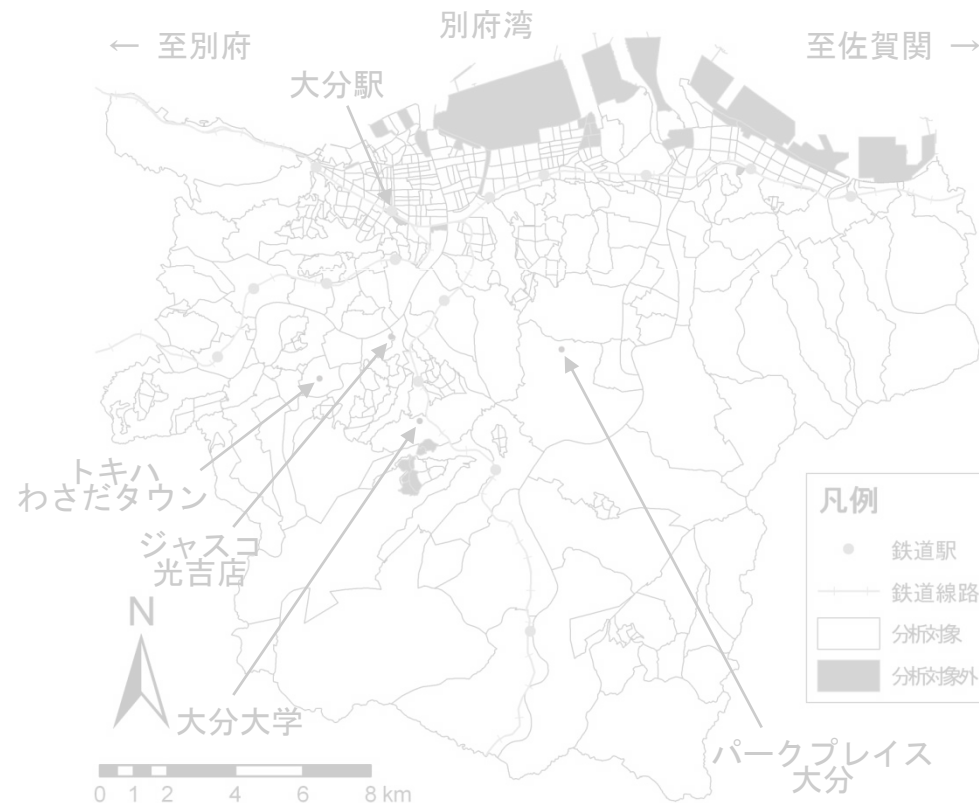 別府湾
← 至別府
至佐賀関 →
大分駅
トキハ
わさだタウン
ジャスコ
光吉店
大分大学
パークプレイス
大分
凡例
鉄道駅
鉄道線路
分析対象
分析対象外
N
0 1 2 4 6 8 km